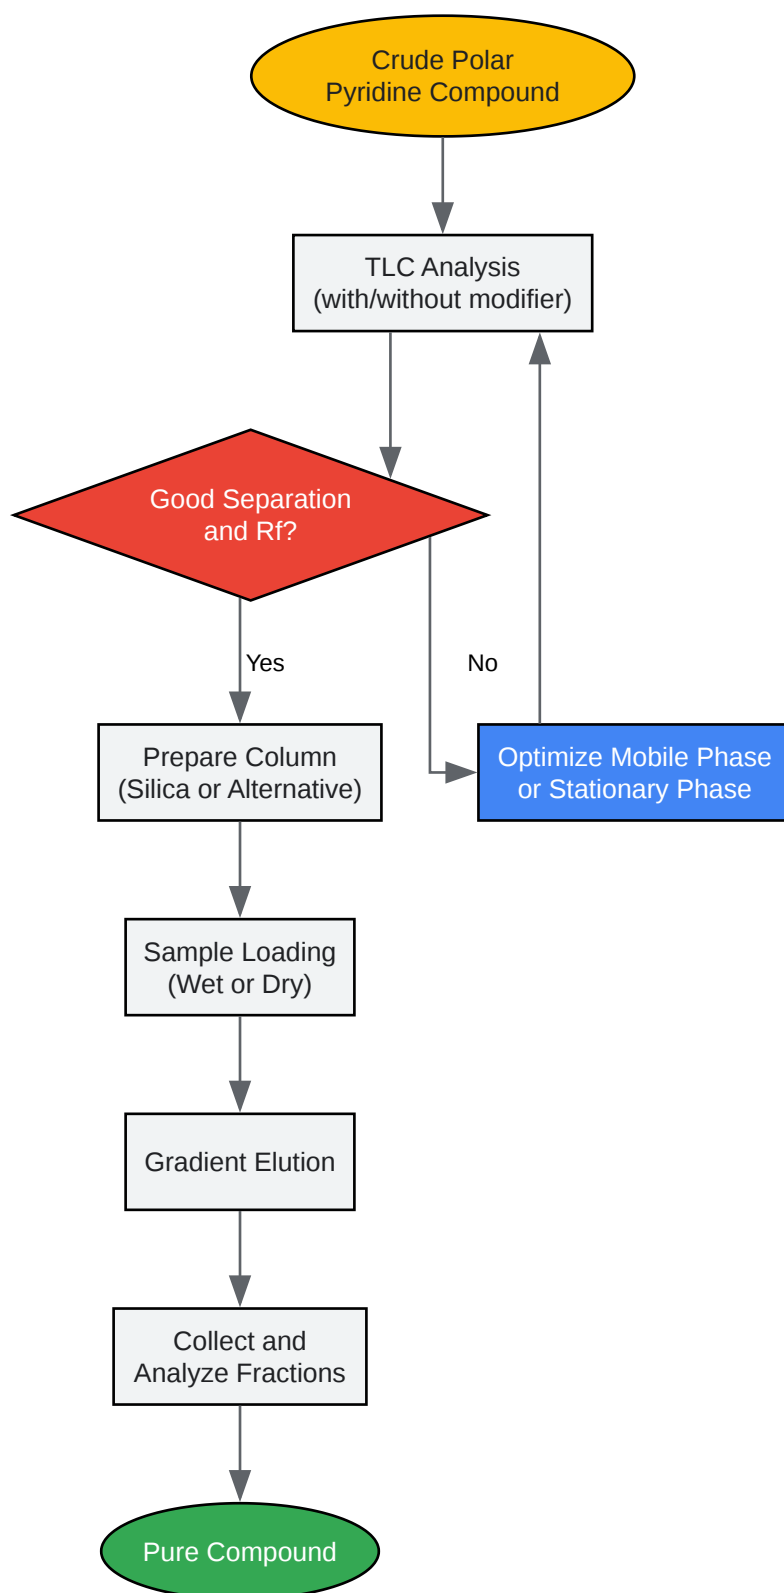 Crude Polar
Pyridine Compound
TLC Analysis
(with/without modifier)
Good Separation
and Rf?
Yes
No
Prepare Column
(Silica or Alternative)
Optimize Mobile Phase
or Stationary Phase
Sample Loading
(Wet or Dry)
Gradient Elution
Collect and
Analyze Fractions
Pure Compound